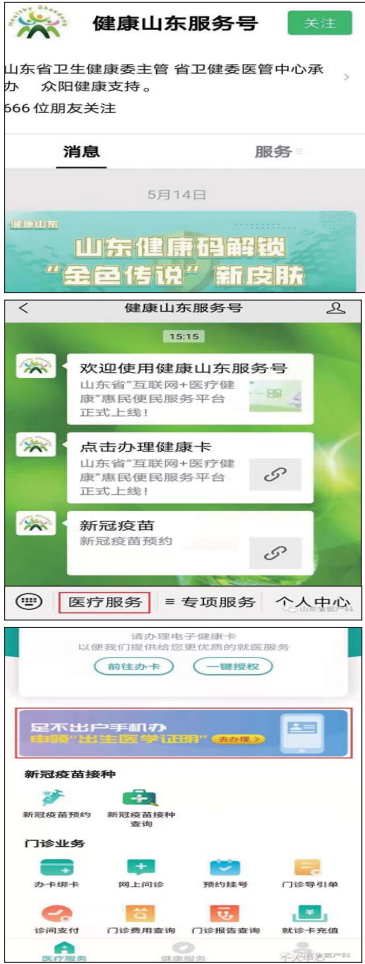 健康山东服务号
关注
山东省卫生健康委主管 省卫健委医管中心承
办 众阳健康支持。
666位朋友关注
消息
服务
5月14日
健康山东
山东健康码解锁
“金色传说”新皮肤
健康山东服务号
15:15
欢迎使用健康山东服务号
山东省“互联网+医疗健
康”惠民便民服务平台
正式上线!
点击办理健康卡
山东省“互联网+医疗健
康”惠民便民服务平台
正式上线!
新冠疫苗
新冠疫苗预约
医疗服务
专项服务
个人中心
请办理电子健康卡
以便我们提供给您更优质的就医服务
前往办卡
一键授权
足不出户手机办
申领“出生医学证明”
去办理>
新冠疫苗接种
新冠疫苗预约
新冠疫苗接种
查询
门诊业务
办卡绑卡
网上问诊
预约挂号
门诊导引单
诊间支付
门诊费用查询
门诊报告查询
就诊卡充值
医疗服务
健康服务
个人中心